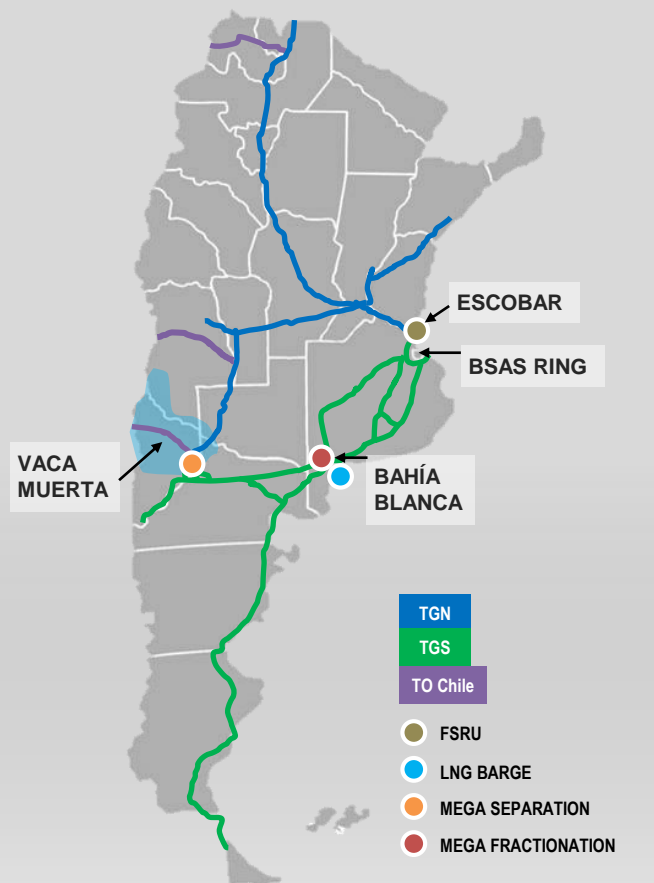 ESCOBAR
BSAS RING
VACA
MUERTA
BAHÍA
BLANCA
TGN
TGS
TO Chile
FSRU
LNG BARGE
MEGA SEPARATION
MEGA FRACTIONATION